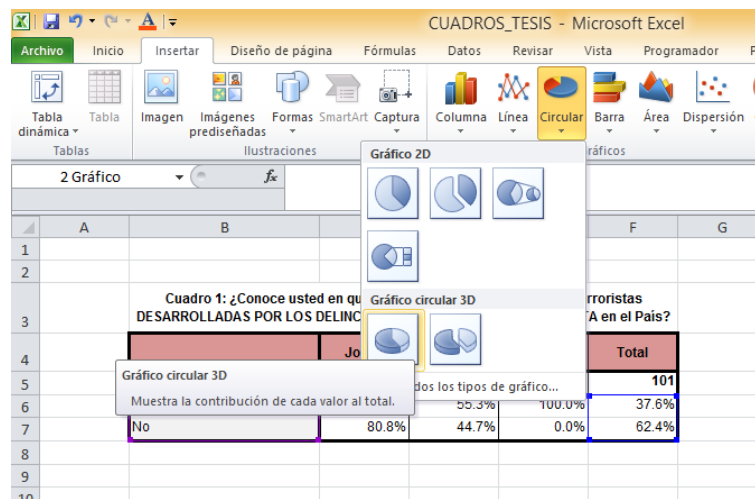 CUADROS_TESIS - Microsoft Excel
Archivo Inicio Insertar Diseño de página Fórmulas Datos Revisar Vista Programador
Tabla dinámica Tabla Imagen Imágenes prediseñadas Formas SmartArt Captura Columna Línea Circular Barra Área Dispersión
Tablas Ilustraciones ráficos
2 Gráfico fx
Gráfico 2D
Gráfico circular 3D
dos los tipos de gráfico...
Gráfico circular 3D
Muestra la contribución de cada valor al total.
A B F G
1
2
3 Cuadro 1: ¿Conoce usted en qu rroristas
DESARROLLADAS POR LOS DELINC A en el País?
4 Jo Total
5 101
6 55.3% 100.0% 37.6%
7 No 80.8% 44.7% 0.0% 62.4%
8
9
10